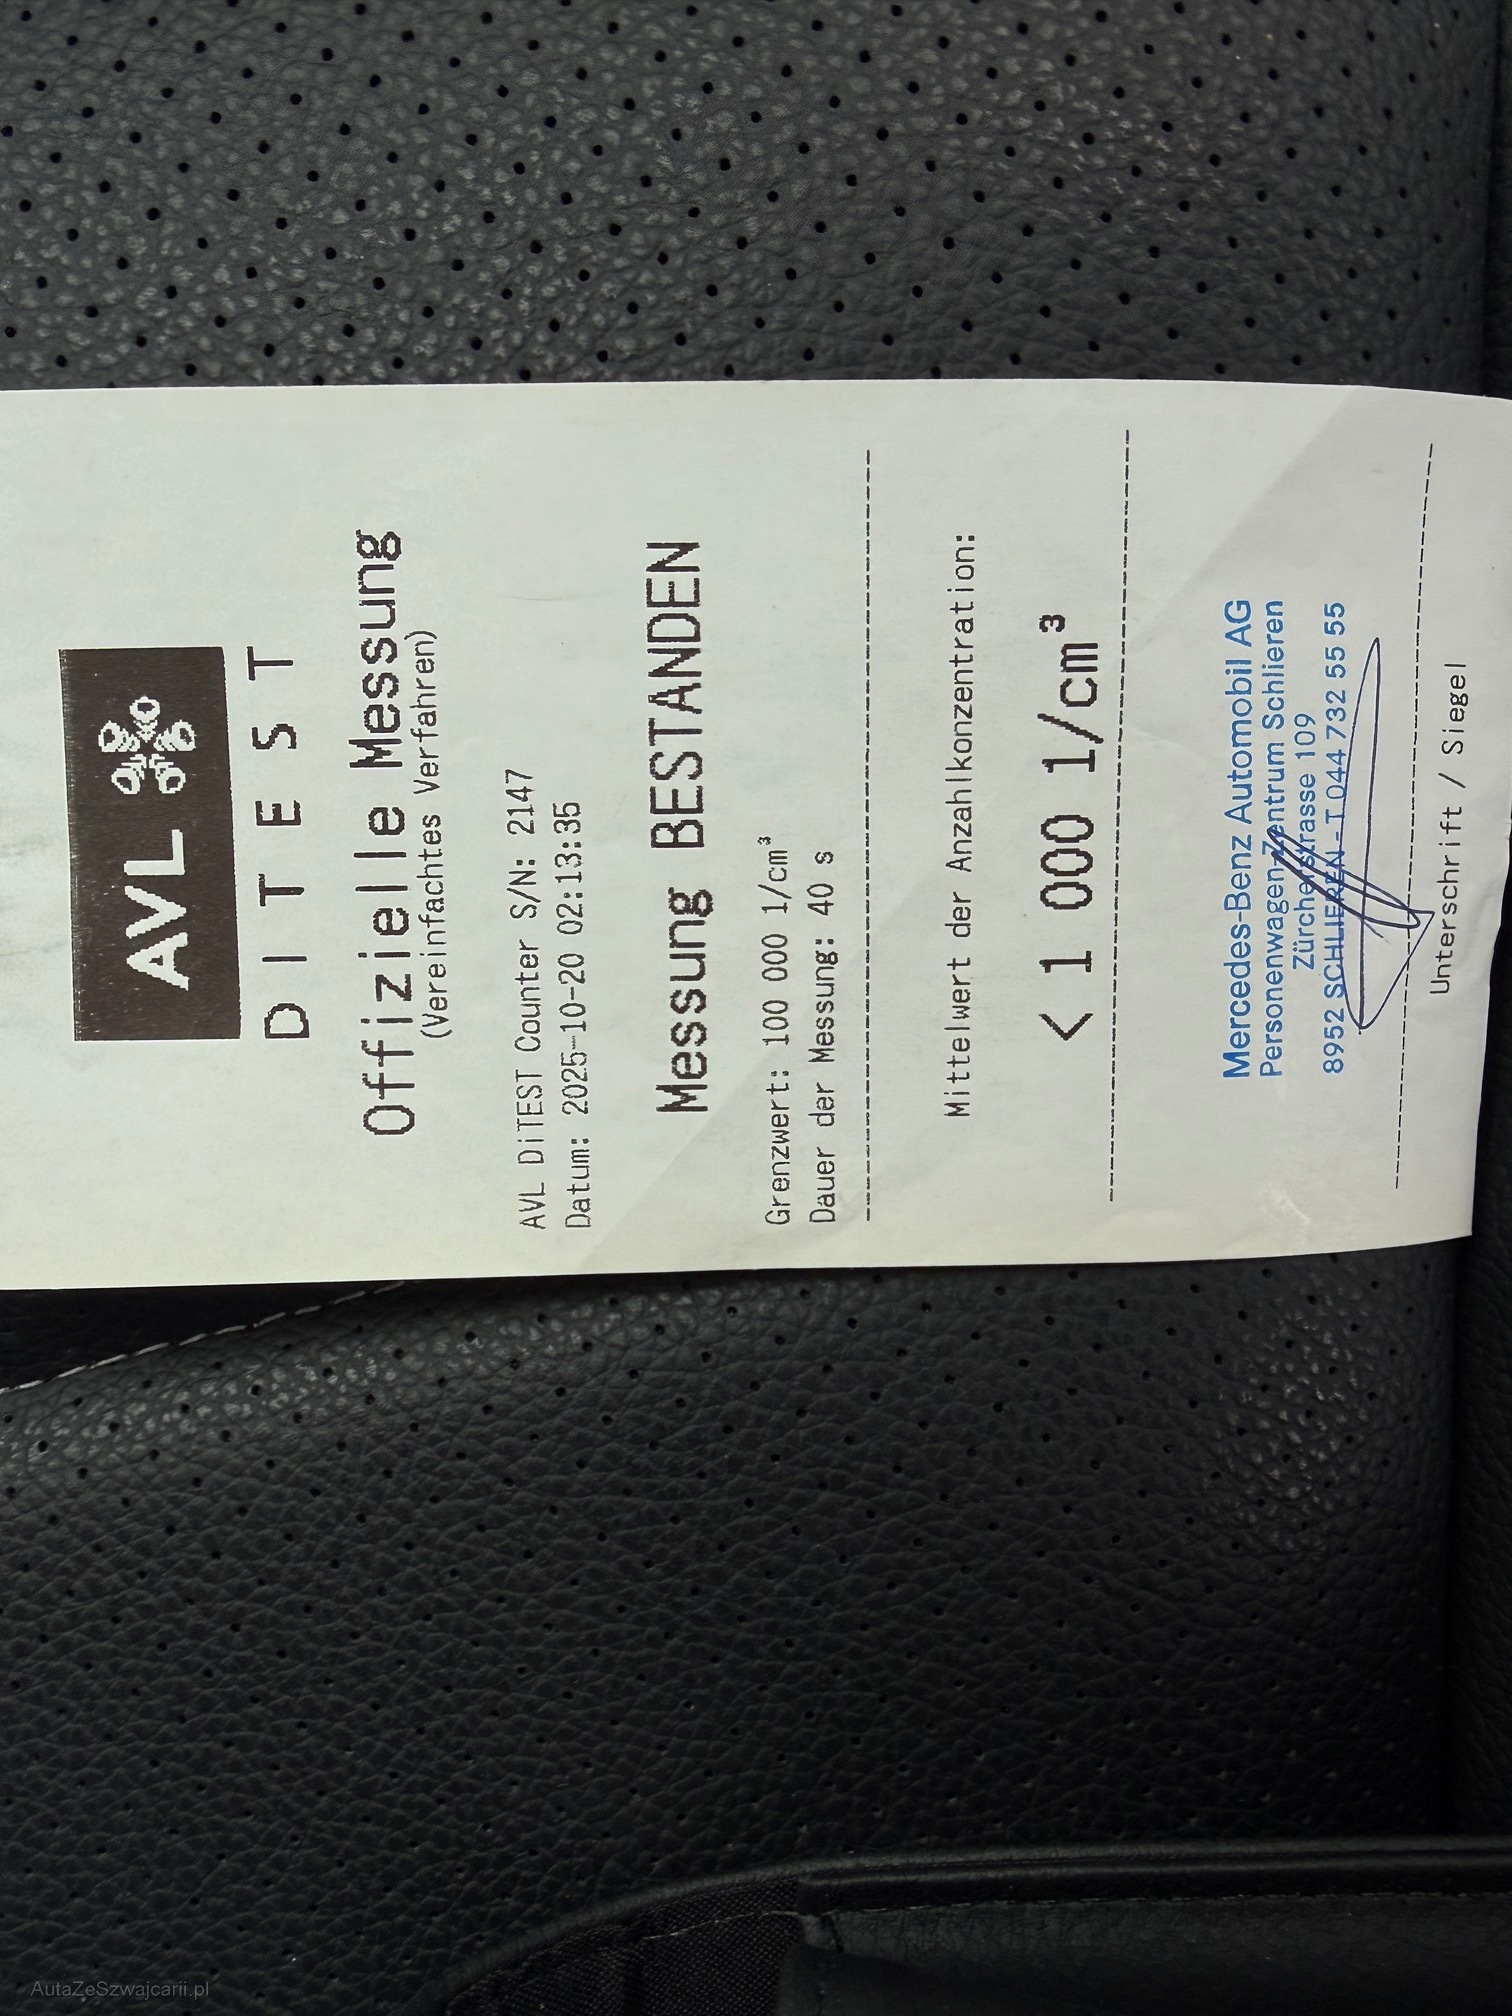 AVL
DITEST
Offizielle Messung
(Vereinfachtes Verfahren)
AVL DiTEST Counter S/N: 2147
Datum: 2025-10-20 02:13:35
Messung BESTANDEN
Grenzwert: 100 000 1/cm³
Dauer der Messung: 40 s
Mittelwert der Anzahlkonzentration:
< 1 000 1/cm³
Mercedes-Benz Automobil AG
Personenwagen-Zentrum Schlieren
Zürcherstrasse 109
8952 SCHLIEREN - T 044 732 55 55
Unterschrift / Siegel
AutaZeSzwajcarii.pl